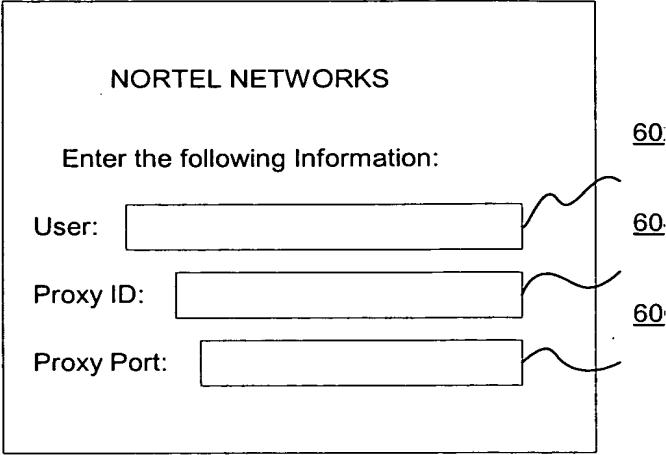 NORTEL NETWORKS
Enter the following Information:
User:
Proxy ID:
Proxy Port: